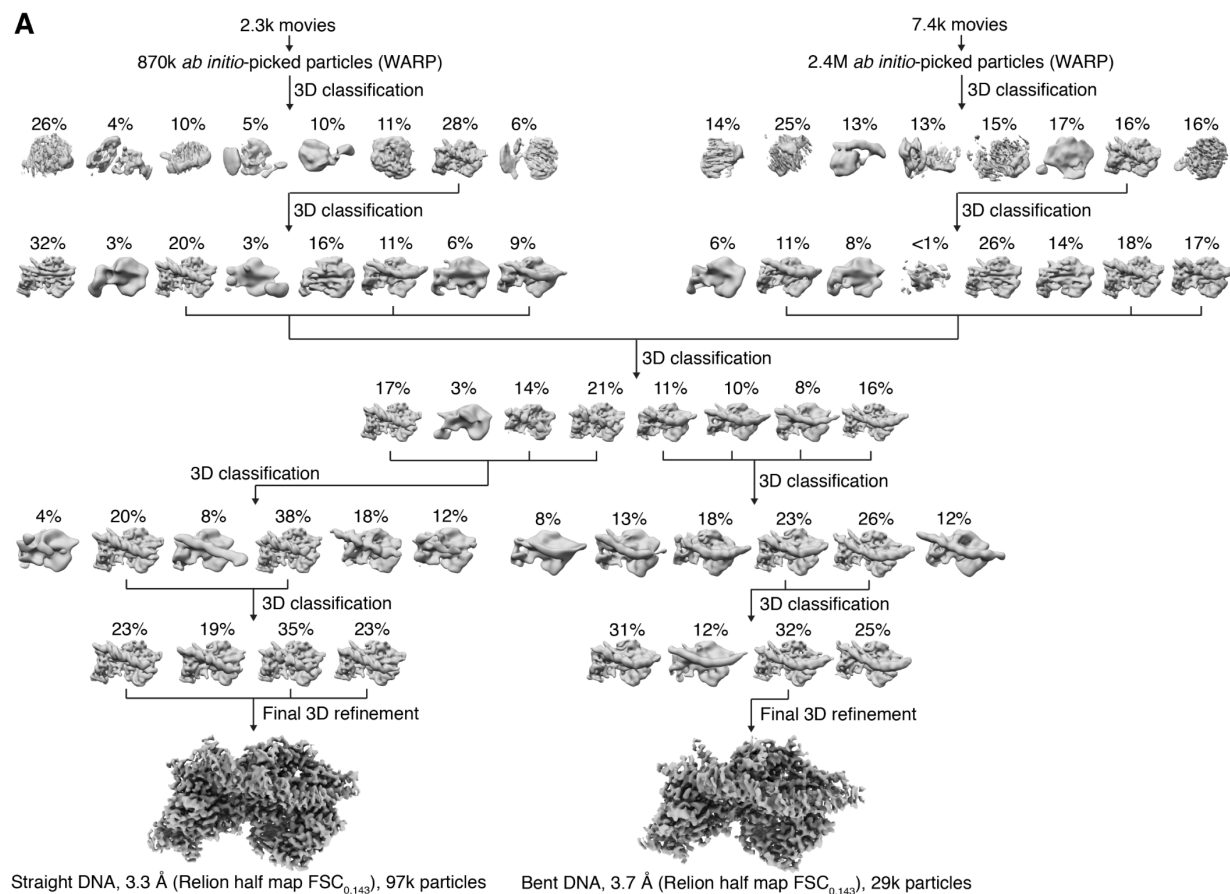 A
2.3k movies
7.4k movies
870k ab initio-picked particles (WARP)
2.4M ab initio-picked particles (WARP)
3D classification
3D classification
26% 4% 10% 5% 10% 11% 28% 6%
14% 25% 13% 13% 15% 17% 16% 16%
3D classification
3D classification
32% 3% 20% 3% 16% 11% 6% 9%
6% 11% 8% <1% 26% 14% 18% 17%
3D classification
17% 3% 14% 21% 11% 10% 8% 16%
3D classification
3D classification
4% 20% 8% 38% 18% 12%
8% 13% 18% 23% 26% 12%
3D classification
3D classification
23% 19% 35% 23%
31% 12% 32% 25%
Final 3D refinement
Final 3D refinement
Straight DNA, 3.3 Å (Relion half map FSC0.143), 97k particles
Bent DNA, 3.7 Å (Relion half map FSC0.143), 29k particles